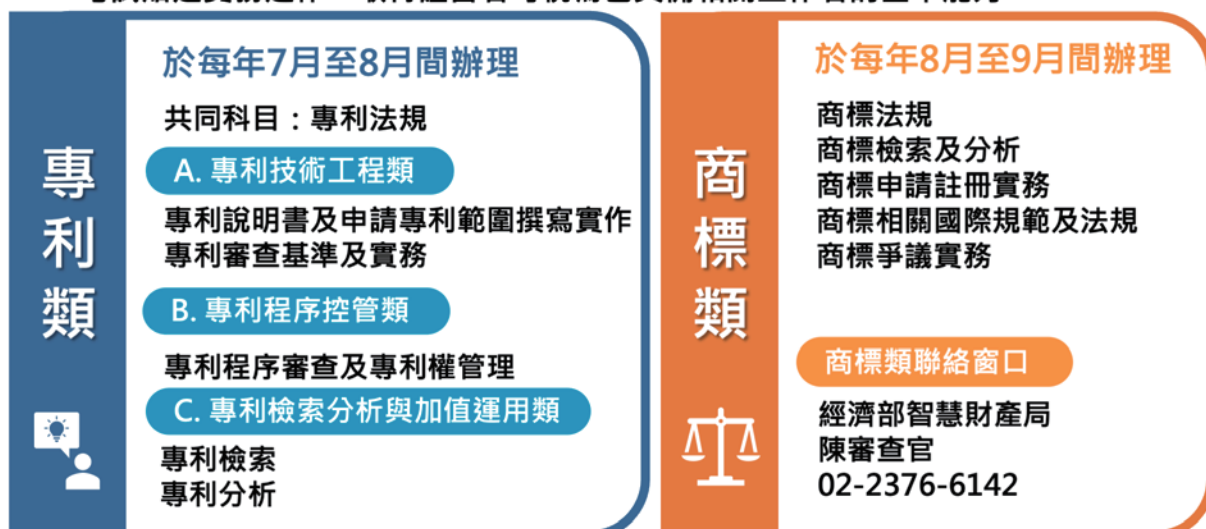 專利類
於每年7月至8月間辦理
共同科目：專利法規
A. 專利技術工程類
專利說明書及申請專利範圍撰寫實作
專利審查基準及實務
B. 專利程序控管類
專利程序審查及專利權管理
C. 專利檢索分析與加值運用類
專利檢索
專利分析
商標類
於每年8月至9月間辦理
商標法規
商標檢索及分析
商標申請註冊實務
商標相關國際規範及法規
商標爭議實務
商標類聯絡窗口
經濟部智慧財產局
陳審查官
02-2376-6142